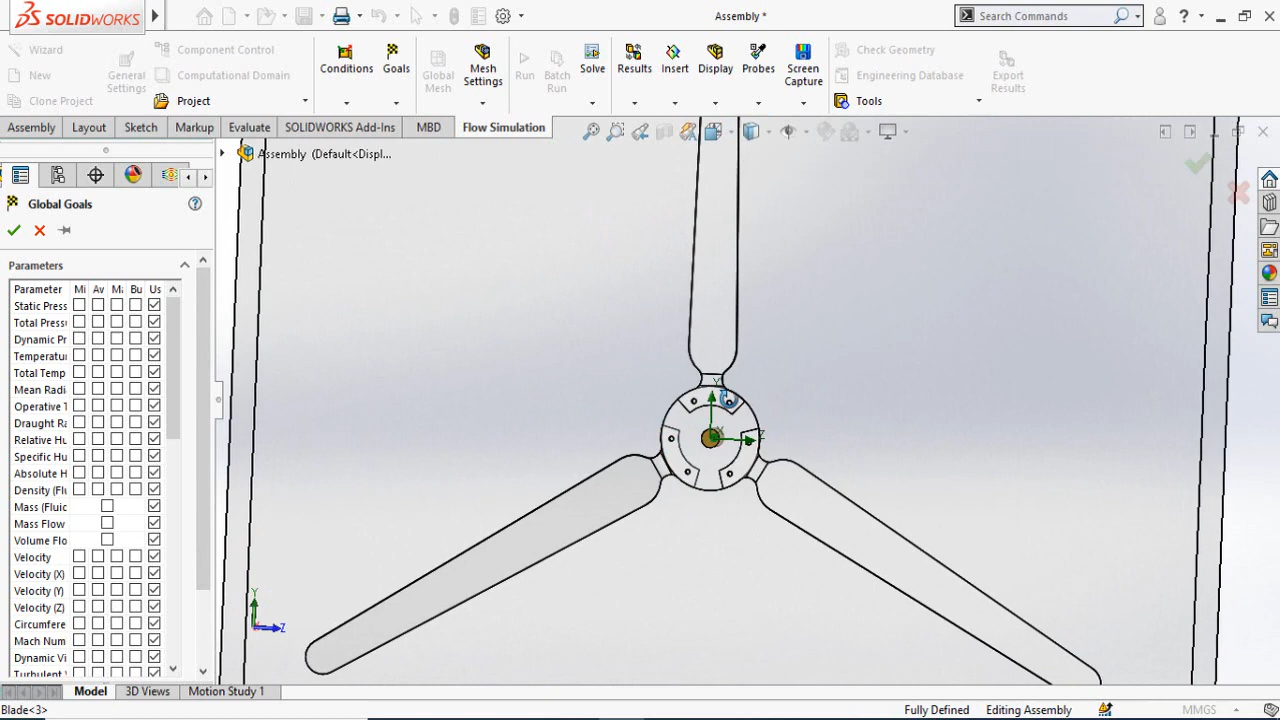 SOLIDWORKS
Assembly *
Search Commands
Wizard
New
Clone Project
General Settings
Component Control
Computational Domain
Project
Conditions
Goals
Global Mesh
Mesh Settings
Run
Batch Run
Solve
Results
Insert
Display
Probes
Screen Capture
Check Geometry
Engineering Database
Tools
Export Results
Assembly
Layout
Sketch
Markup
Evaluate
SOLIDWORKS Add-Ins
MBD
Flow Simulation
Assembly (Default<Displ...
Global Goals
Parameters
Parameter Mi Av Ma Bu Us
Static Press
Total Pressu
Dynamic Pr
Temperatu
Total Temp
Mean Radia
Operative T
Draught Ra
Relative Hu
Specific Hu
Absolute H
Density (Flu
Mass (Fluid
Mass Flow
Volume Flo
Velocity
Velocity (X)
Velocity (Y)
Velocity (Z)
Circumfere
Mach Num
Dynamic Vi
Y
X
Z
Y
Z
Model
3D Views
Motion Study 1
Blade<3>
Fully Defined
Editing Assembly
MMGS